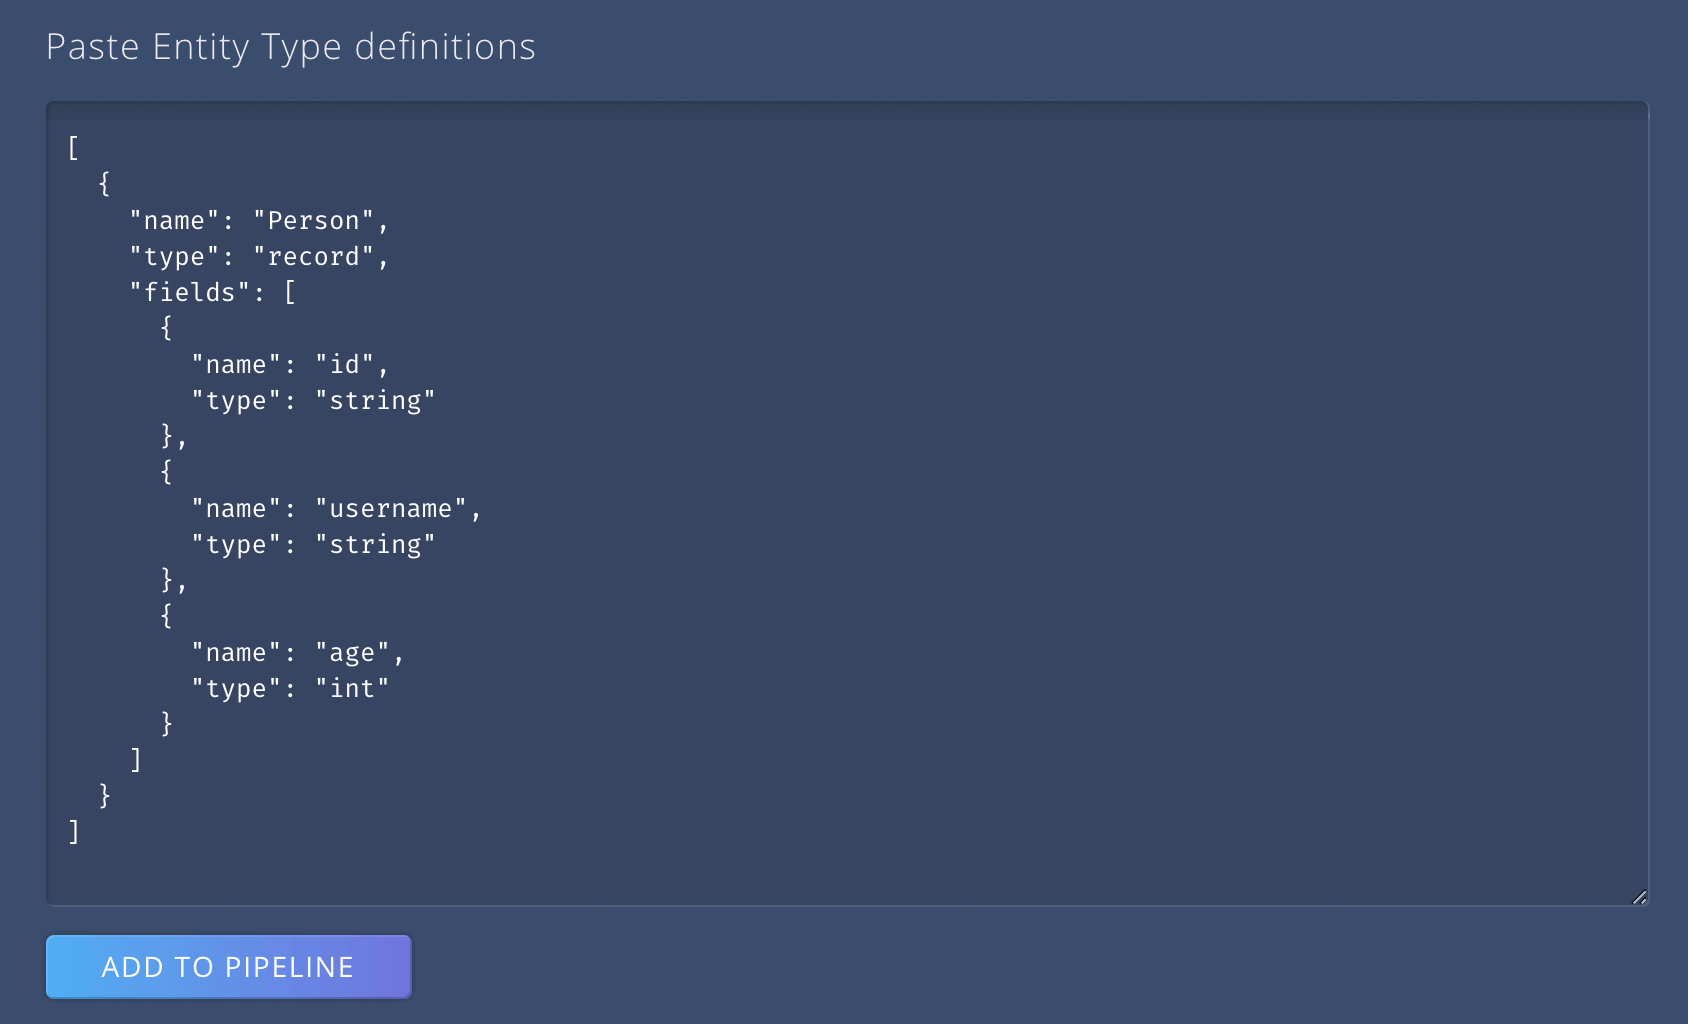 Paste Entity Type definitions
[
  {
    "name": "Person",
    "type": "record",
    "fields": [
      {
        "name": "id",
        "type": "string"
      },
      {
        "name": "username",
        "type": "string"
      },
      {
        "name": "age",
        "type": "int"
      }
    ]
  }
]
ADD TO PIPELINE